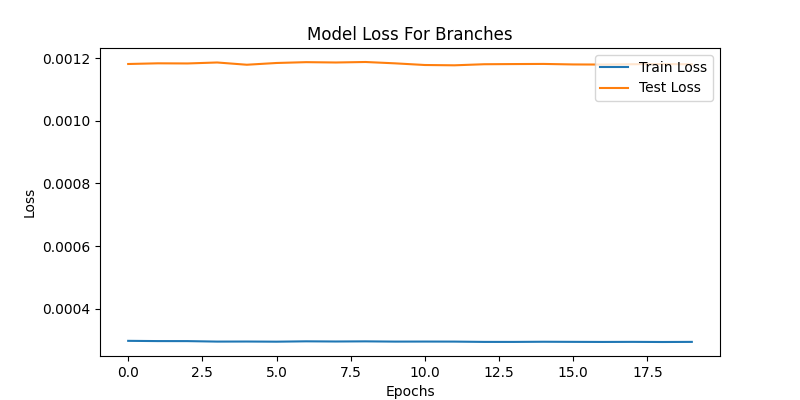 Model Loss For Branches
0.0012
0.0010
0.0008
0.0006
0.0004
Loss
Train Loss
Test Loss
0.0 2.5 5.0 7.5 10.0 12.5 15.0 17.5
Epochs